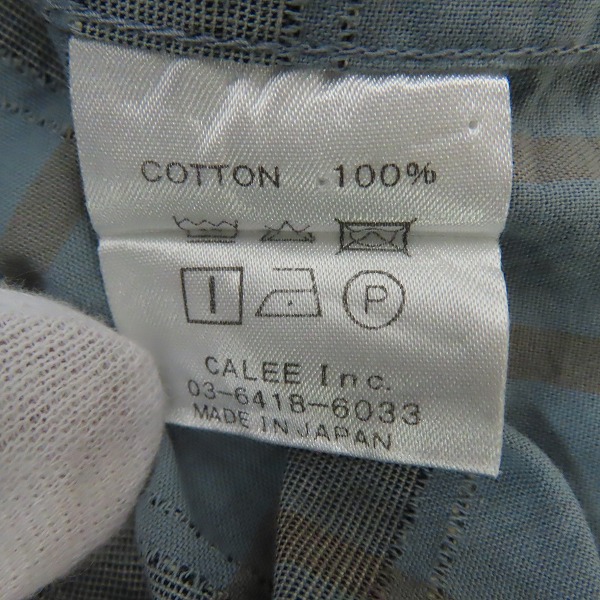 COTTON 100%
P
CALEE Inc.
03-6418-6033
MADE IN JAPAN